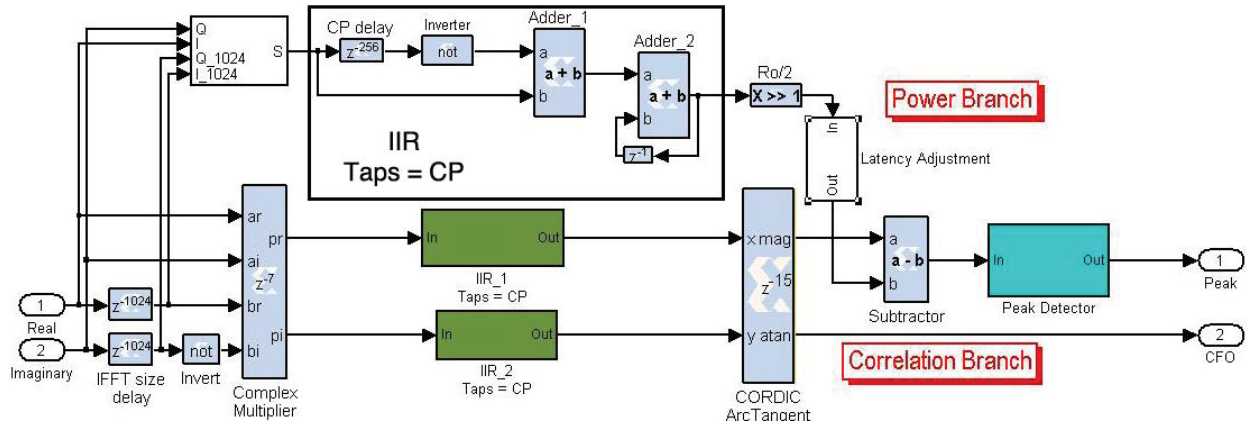 Q
I
Q_1024
I_1024
S
CP delay
z-256
Inverter
not
Adder_1
a
b
a + b
Adder_2
a
b
a + b
z-1
IIR
Taps = CP
Ro/2
X >> 1
Power Branch
In
Out
Latency Adjustment
1
Real
2
Imaginary
z-1024
z-1024
IFFT size
delay
not
Invert
ar
ai
br
bi
pr
pi
z-7
Complex
Multiplier
In
Out
IIR_1
Taps = CP
In
Out
IIR_2
Taps = CP
x mag
z-15
y atan
CORDIC
ArcTangent
a
b
a - b
Subtractor
In
Out
Peak Detector
1
Peak
2
CFO
Correlation Branch